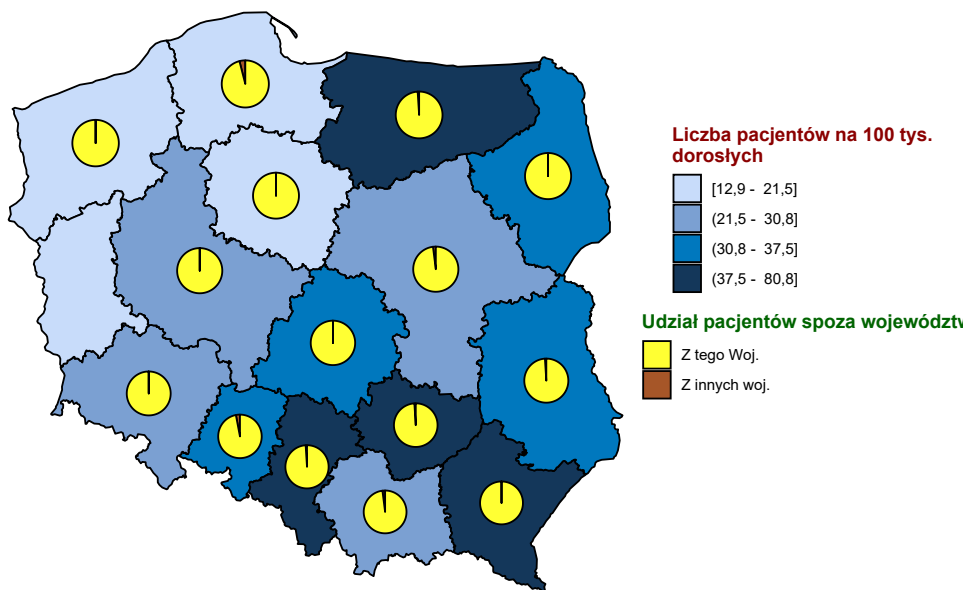 Liczba pacjentów na 100 tys.
dorosłych
[12,9 - 21,5]
(21,5 - 30,8]
(30,8 - 37,5]
(37,5 - 80,8]
Udział pacjentów spoza województw
Z tego Woj.
Z innych woj.